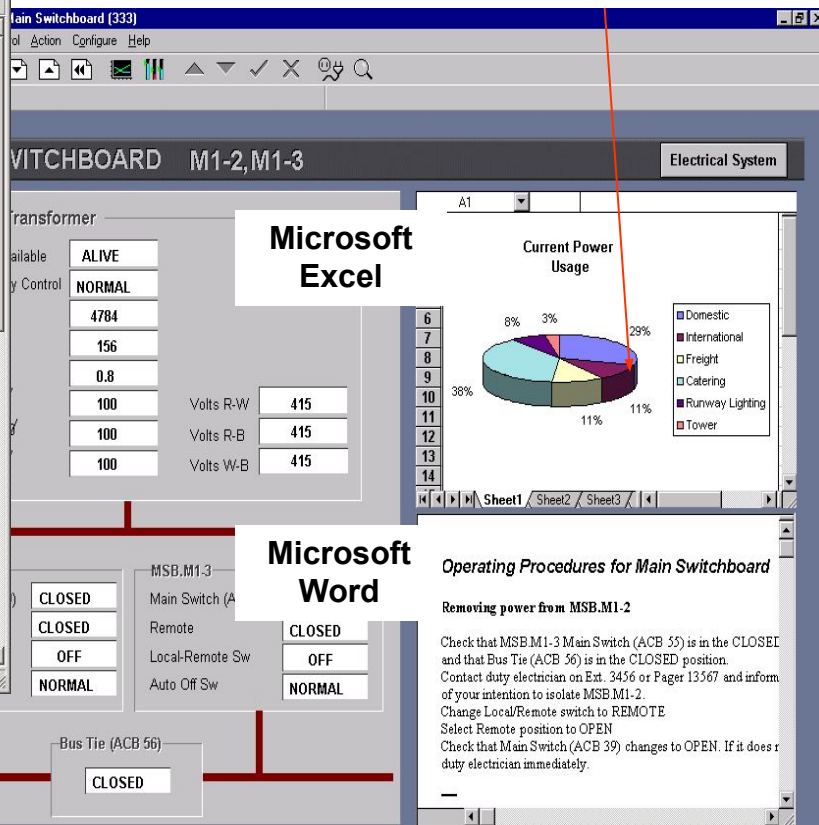 Main Switchboard (333)
Action Configure Help
SWITCHBOARD M1-2,M1-3
Electrical System
Transformer
ALIVE
Control NORMAL
4784
156
0.8
100 Volts R-W 415
100 Volts R-B 415
100 Volts W-B 415
Microsoft
Excel
A1
Current Power
Usage
6
7
8
9
10
11
12
13
14
8%
3%
29%
38%
11%
11%
Domestic
International
Freight
Catering
Runway Lighting
Tower
Sheet1 Sheet2 Sheet3
CLOSED
CLOSED
OFF
NORMAL
MSB.M1-3
Main Switch (A
Remote CLOSED
Local-Remote Sw OFF
Auto Off Sw NORMAL
Microsoft
Word
Bus Tie (ACB 56)
CLOSED
Operating Procedures for Main Switchboard
Removing power from MSB.M1-2
Check that MSB.M1-3 Main Switch (ACB 55) is in the CLOSED
and that Bus Tie (ACB 56) is in the CLOSED position.
Contact duty electrician on Ext. 3456 or Pager 13567 and inform
of your intention to isolate MSB.M1-2.
Change Local/Remote switch to REMOTE
Select Remote position to OPEN
Check that Main Switch (ACB 39) changes to OPEN. If it does
duty electrician immediately.